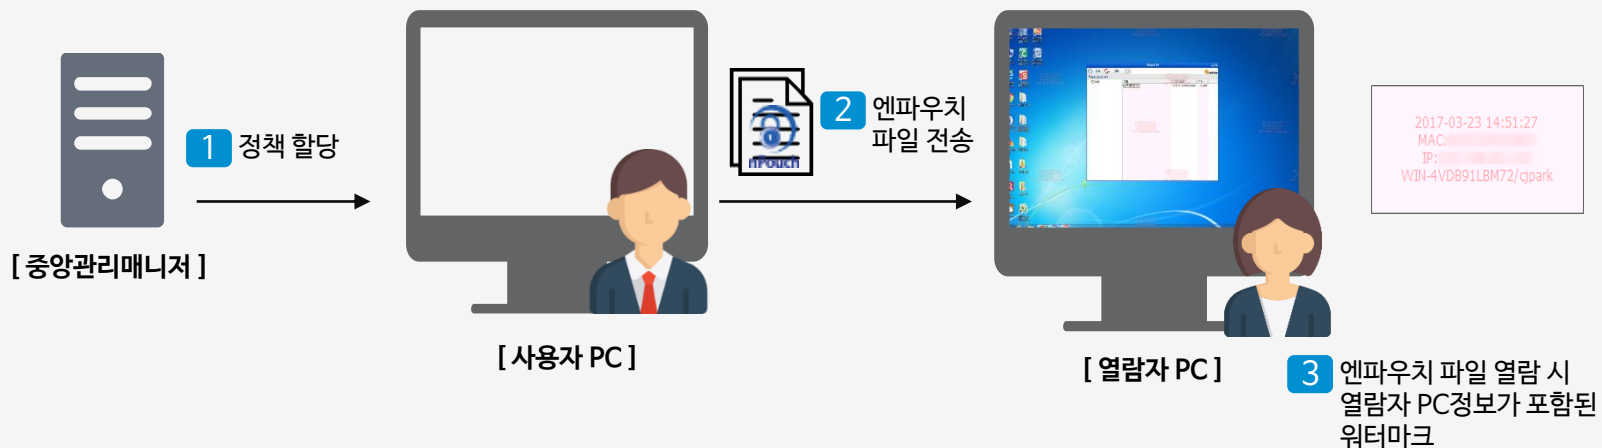 1 정책 할당
[ 중앙관리매니저 ]
nPouch
2 엔파우치
파일 전송
[ 사용자 PC ]
[ 열람자 PC ]
2017-03-23 14:51:27
MAC:
IP:
WIN-4VDB91LBM72/cjpark
3 엔파우치 파일 열람 시
열람자 PC정보가 포함된
워터마크